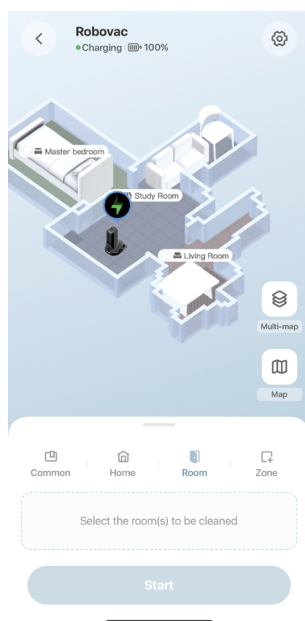 Robovac
Charging 100%
Master bedroom
Study Room
Living Room
Multi-map
Map
Common
Home
Room
Zone
Select the room(s) to be cleaned
Start